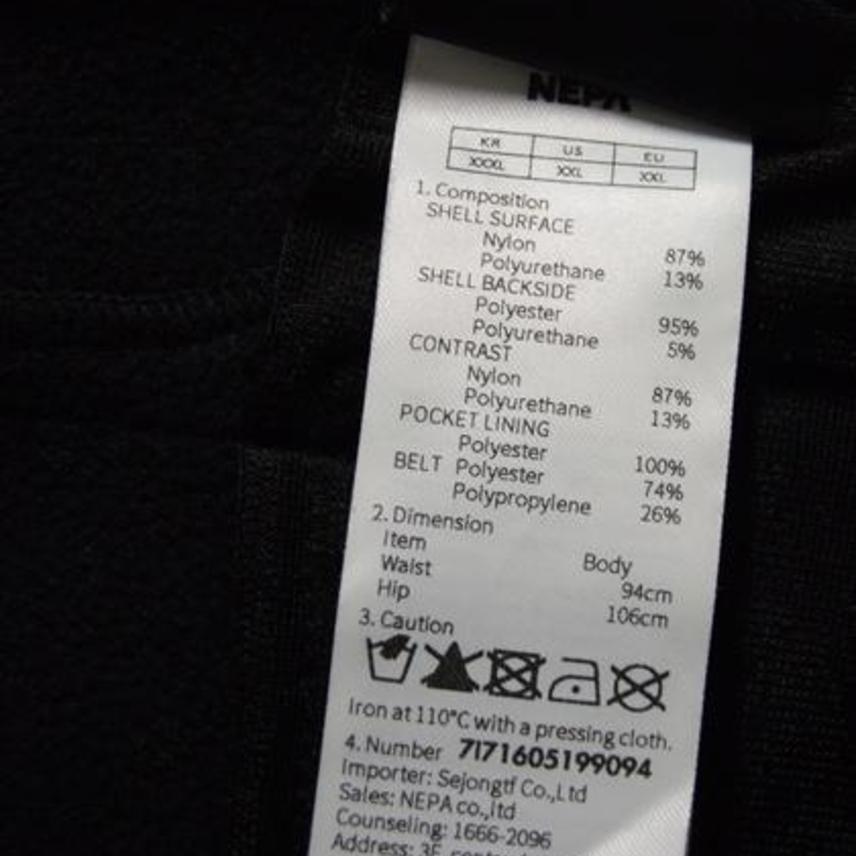 NEPA
KR US EU
XXXL XXL XXL
1. Composition
SHELL SURFACE
Nylon 87%
Polyurethane 13%
SHELL BACKSIDE
Polyester 95%
Polyurethane 5%
CONTRAST
Nylon 87%
Polyurethane 13%
POCKET LINING
Polyester 100%
BELT Polyester 74%
Polypropylene 26%
2. Dimension
Item Body
Waist 94cm
Hip 106cm
3. Caution
Iron at 110°C with a pressing cloth.
4. Number 7171605199094
Importer: Sejongtf Co.,Ltd
Sales: NEPA co.,ltd
Counseling: 1666-2096
Address: 3F,